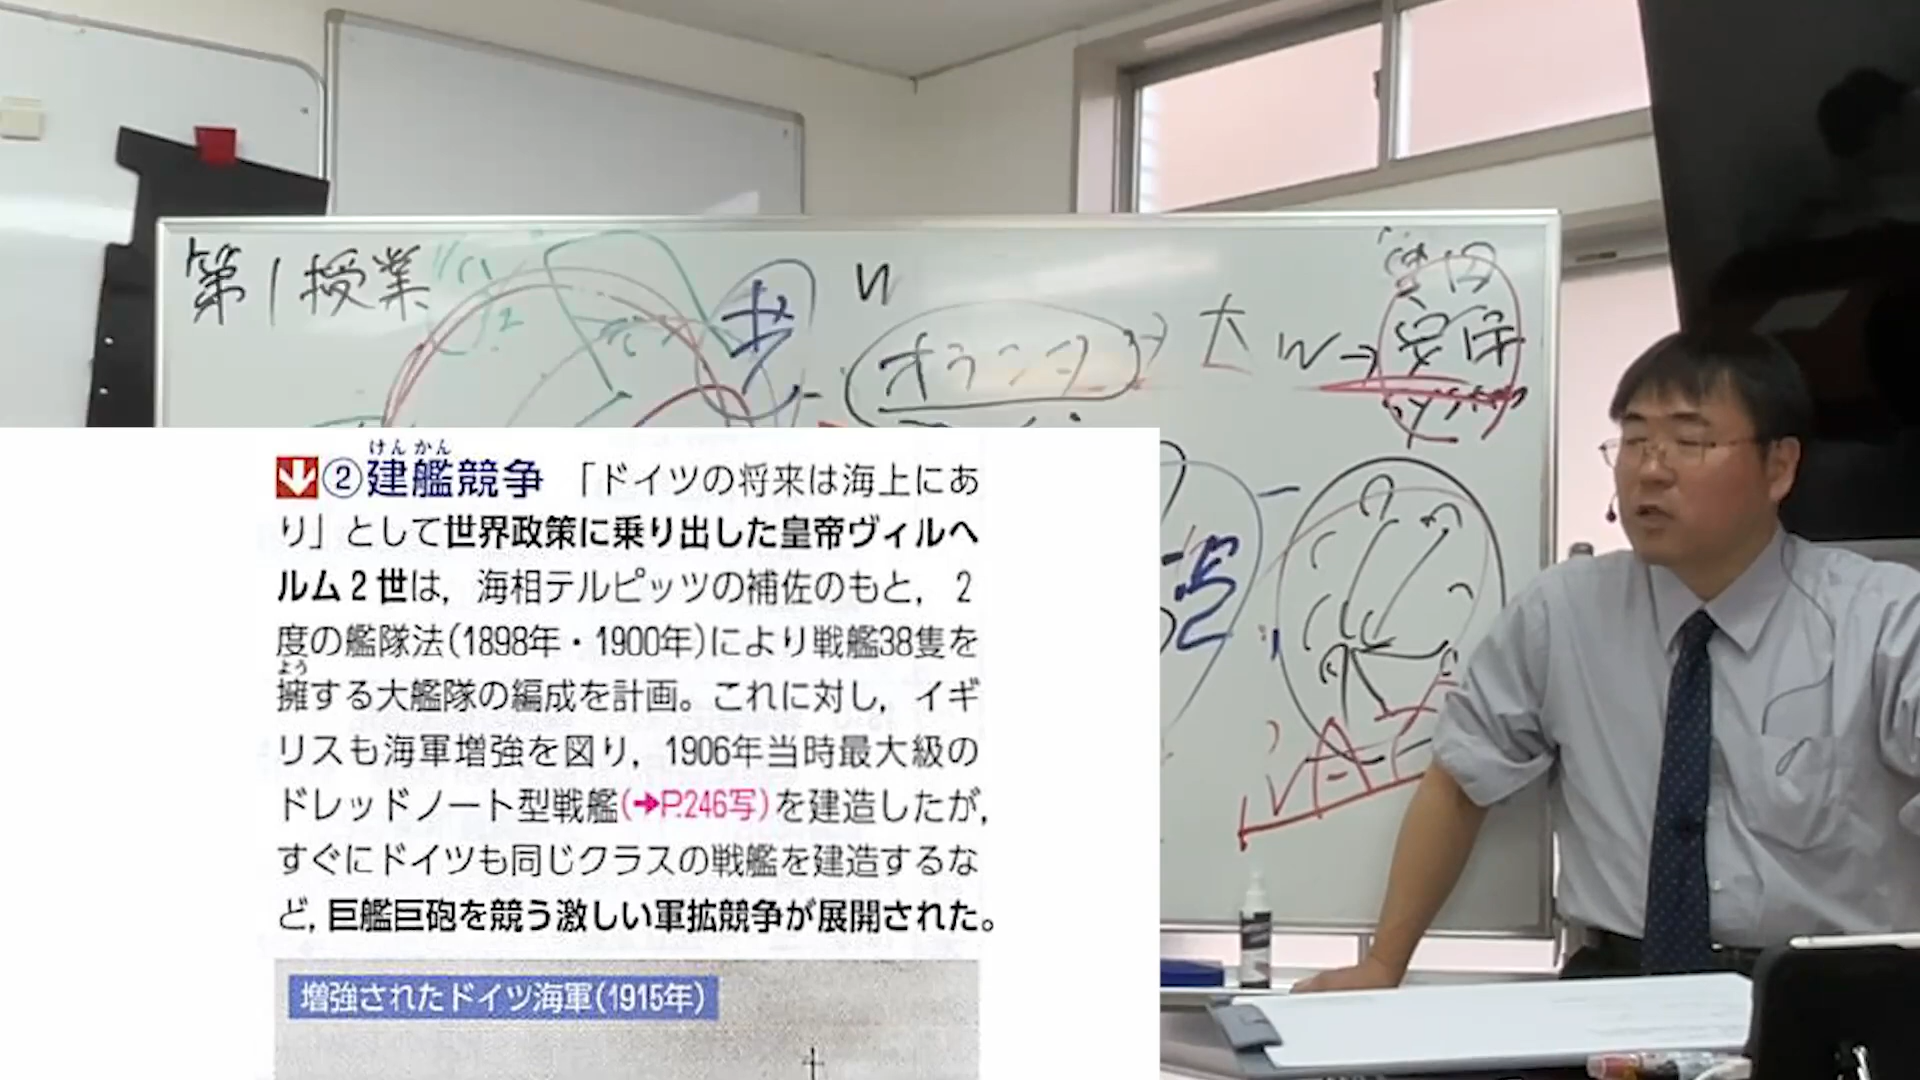 第1授業
N
オランダ
大
W→
安保
②建艦競争 「ドイツの将来は海上にあ
けんかん
り」として世界政策に乗り出した皇帝ヴィルヘ
ルム2世は，海相テルピッツの補佐のもと，2
度の艦隊法(1898年・1900年)により戦艦38隻を
よう
擁する大艦隊の編成を計画。これに対し，イギ
リスも海軍増強を図り，1906年当時最大級の
ドレッドノート型戦艦(➜P.246写)を建造したが，
すぐにドイツも同じクラスの戦艦を建造するな
ど，巨艦巨砲を競う激しい軍拡競争が展開された。
増強されたドイツ海軍(1915年)